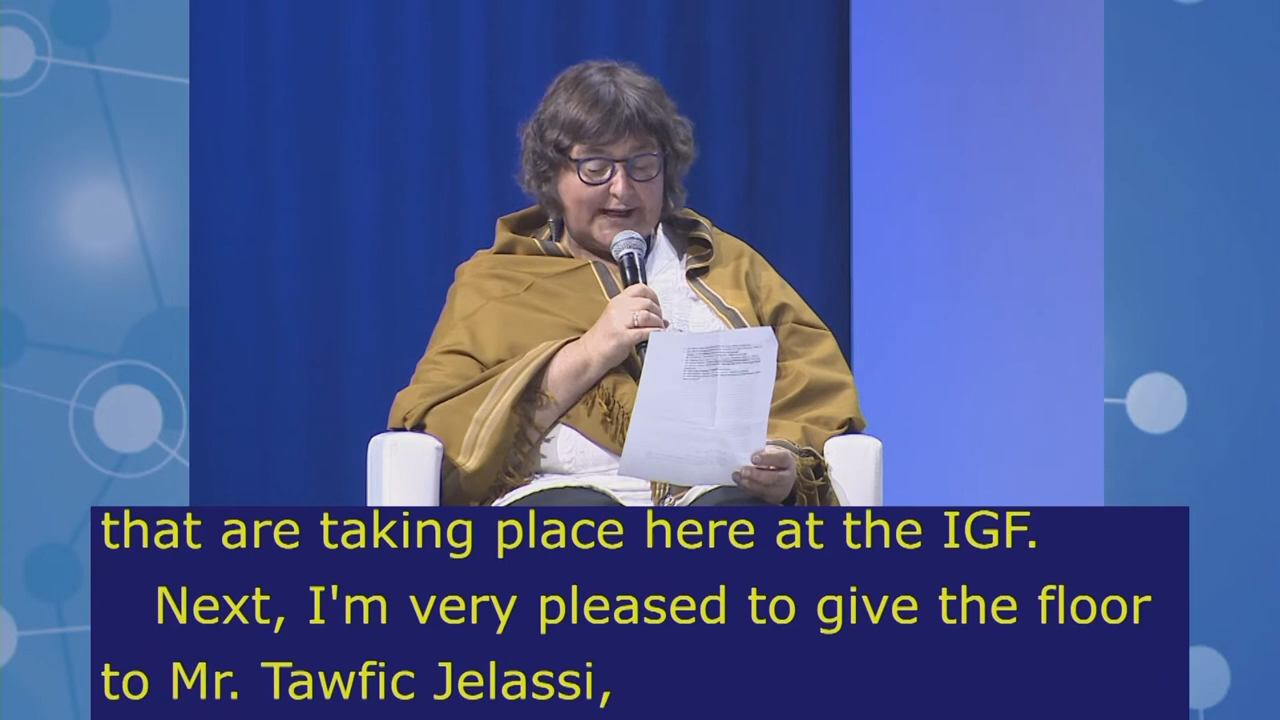 that are taking place here at the IGF.
Next, I'm very pleased to give the floor
to Mr. Tawfic Jelassi,